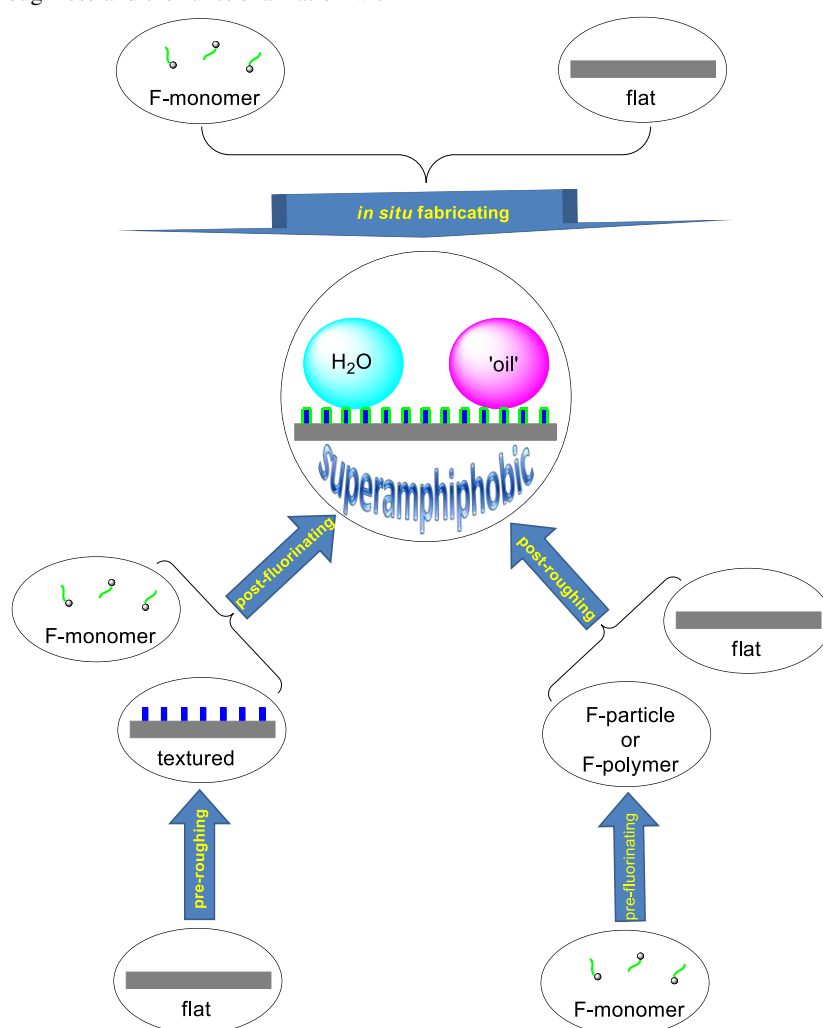 F-monomer
flat
in situ fabricating
H₂O
'oil'
superamphiphobic
post-fluorinating
post-roughing
F-monomer
flat
textured
F-particle
or
F-polymer
pre-roughing
pre-fluorinating
flat
F-monomer